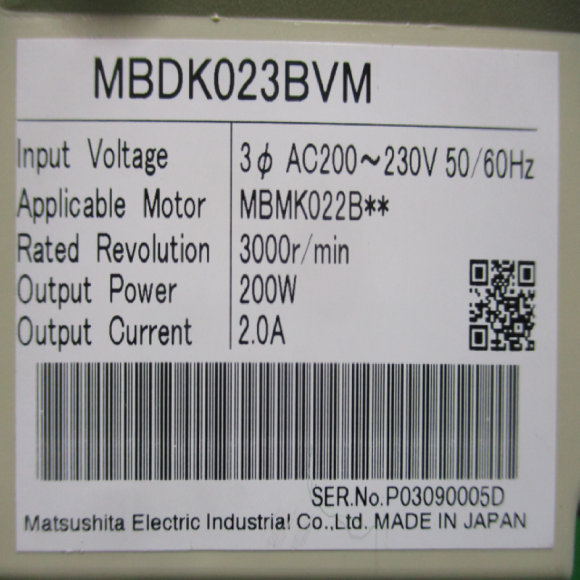 MBDK023BVM
Input Voltage 3φ AC200~230V 50/60Hz
Applicable Motor MBMK022B**
Rated Revolution 3000r/min
Output Power 200W
Output Current 2.0A
SER.No.P03090005D
Matsushita Electric Industrial Co.,Ltd. MADE IN JAPAN